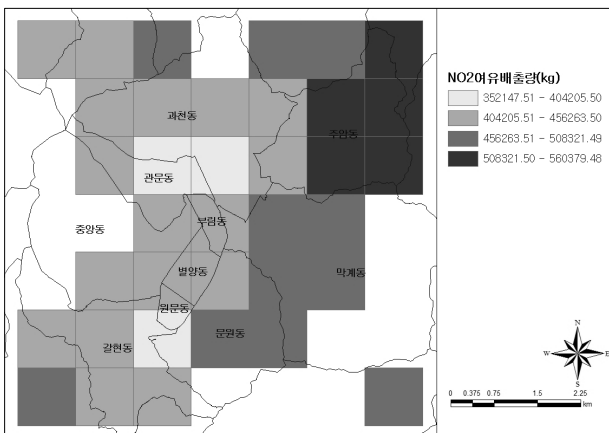 NO2여유배출량(kg)
352147.51 - 404205.50
404205.51 - 456263.50
456263.51 - 508321.49
508321.50 - 560379.48
과천동
주암동
관문동
중앙동
부림동
별양동
막계동
원문동
문원동
갈현동
N
W
E
S
0 0.375 0.75 1.5 2.25
km